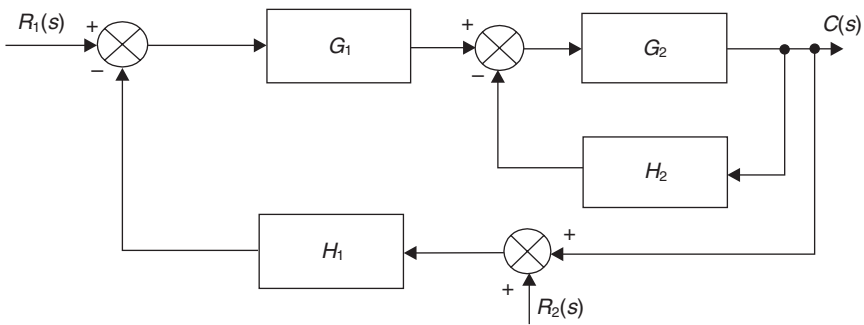 R₁(s)
+
−
G₁
+
−
G₂
C(s)
H₂
H₁
+
+
R₂(s)